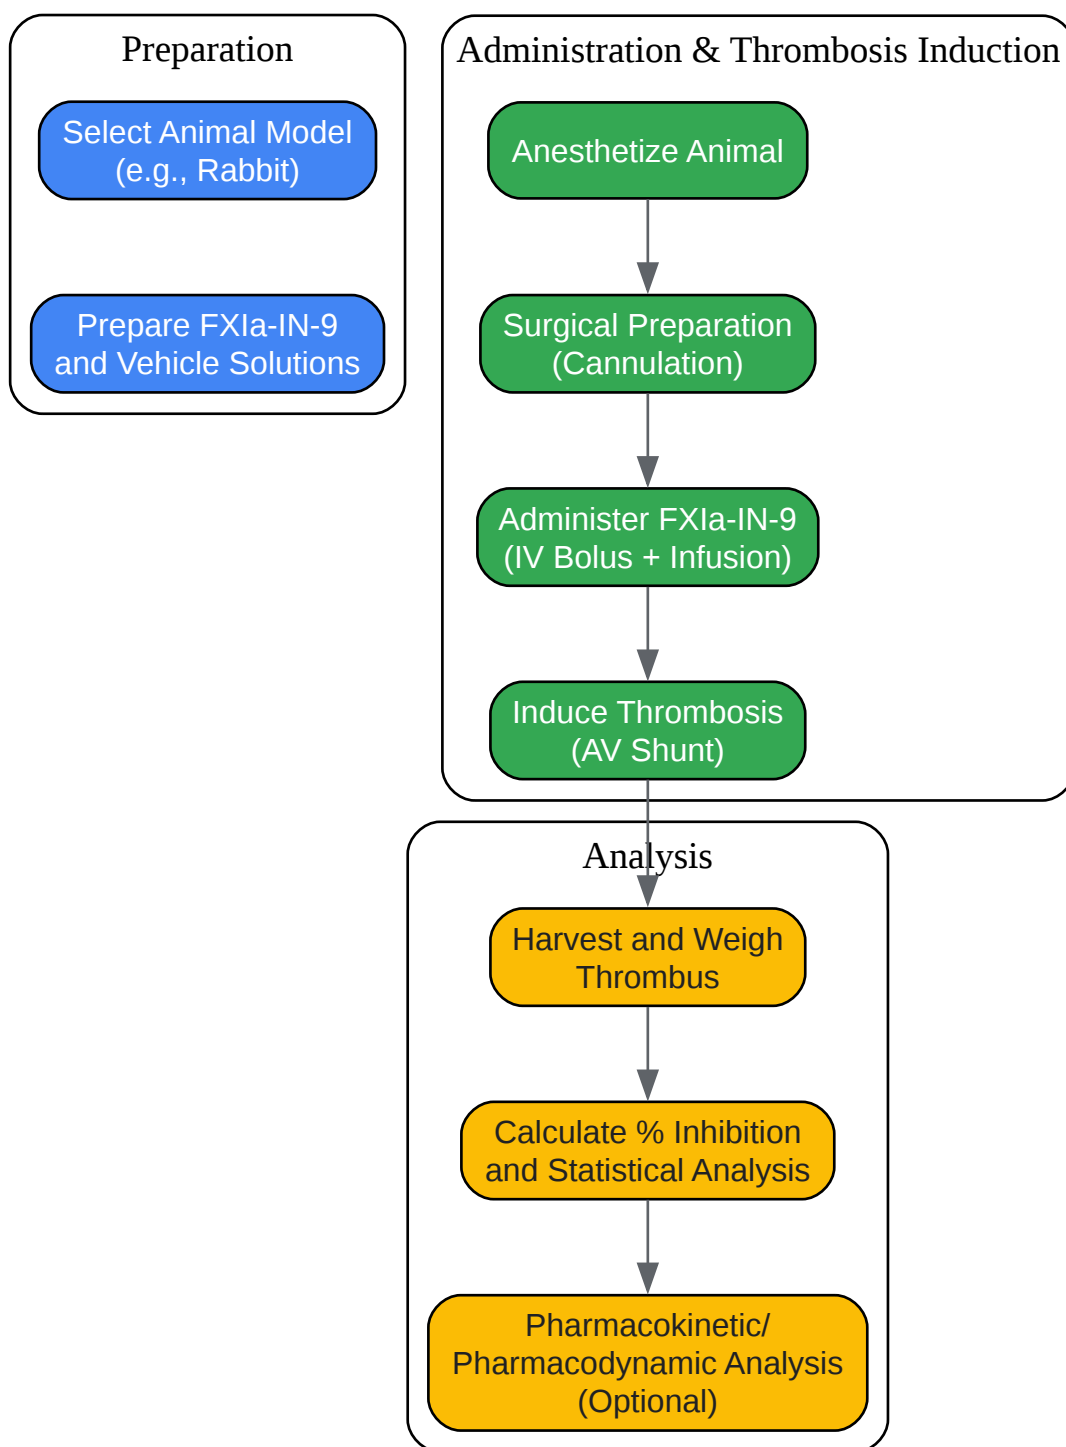 Preparation
Select Animal Model
(e.g., Rabbit)
Prepare FXIa-IN-9
and Vehicle Solutions
Administration & Thrombosis Induction
Anesthetize Animal
Surgical Preparation
(Cannulation)
Administer FXIa-IN-9
(IV Bolus + Infusion)
Induce Thrombosis
(AV Shunt)
Analysis
Harvest and Weigh
Thrombus
Calculate % Inhibition
and Statistical Analysis
Pharmacokinetic/
Pharmacodynamic Analysis
(Optional)